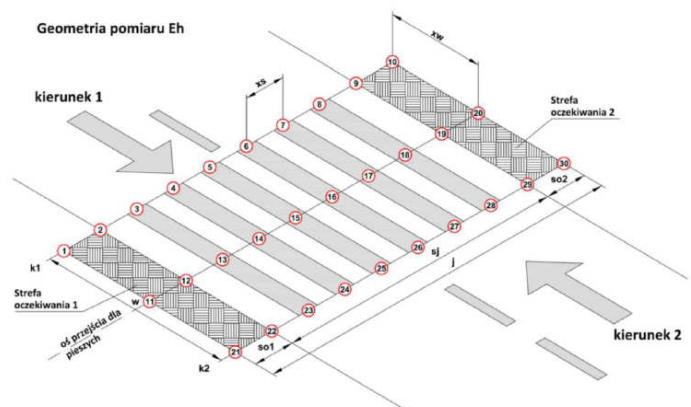 Geometria pomiaru Eh
kierunek 1
xs
xw
10
9
8
7
6
5
4
3
2
1
20
19
18
17
16
15
14
13
12
11
30
29
28
27
26
25
24
23
22
21
Strefa
oczekiwania 2
so2
sj
j
k1
Strefa
oczekiwania 1
w
oś przejścia dla
pieszych
k2
so1
kierunek 2